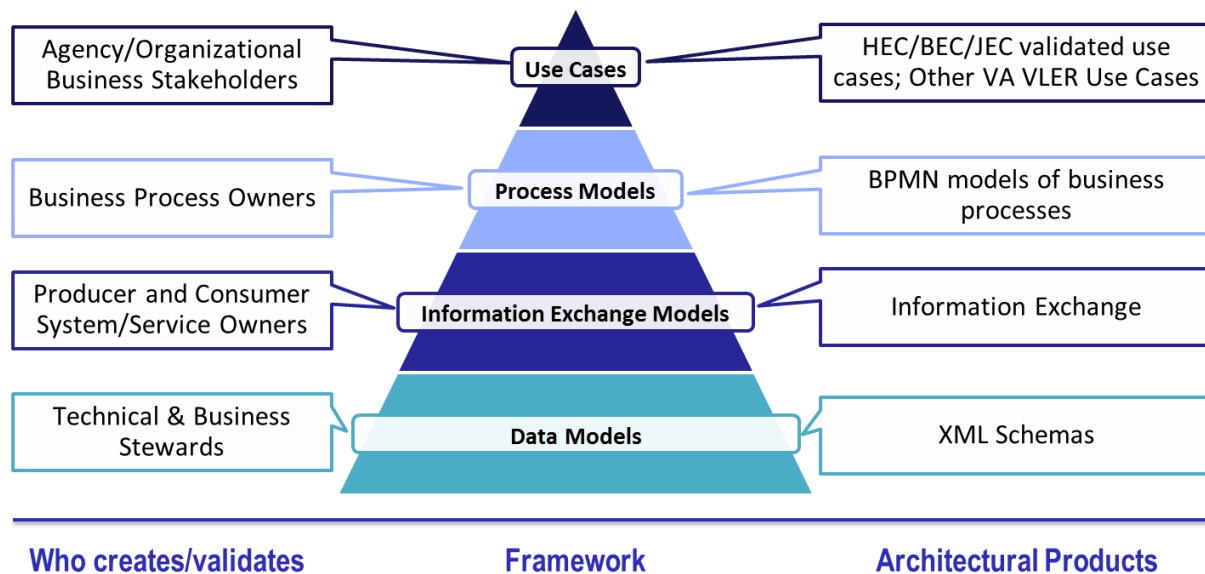 Agency/Organizational
Business Stakeholders
Use Cases
HEC/BEC/JEC validated use
cases; Other VA VLER Use Cases
Business Process Owners
Process Models
BPMN models of business
processes
Producer and Consumer
System/Service Owners
Information Exchange Models
Information Exchange
Technical & Business
Stewards
Data Models
XML Schemas
Who creates/validates
Framework
Architectural Products